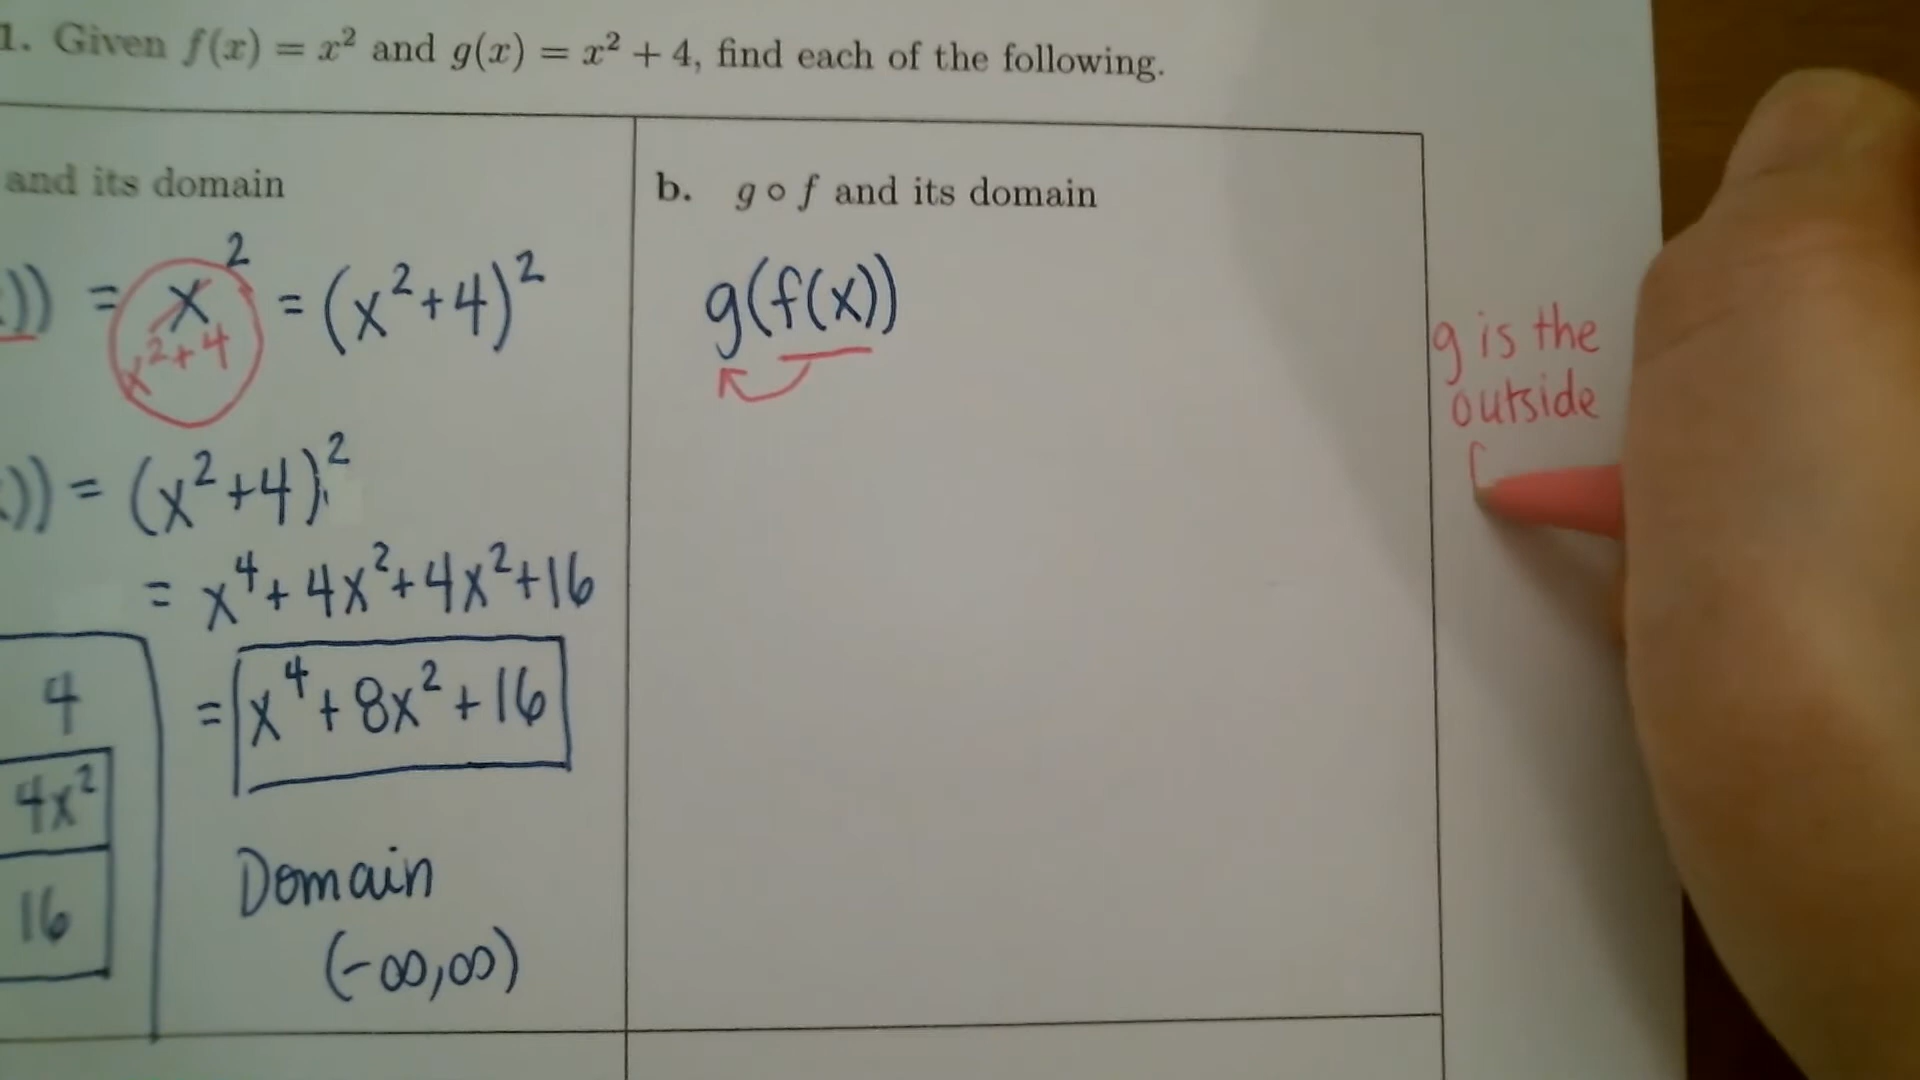 1. Given f(x) = x² and g(x) = x² + 4, find each of the following.
and its domain
)) = x² = (x²+4)²
x²+4
)) = (x²+4)²
= x⁴+4x²+4x²+16
= x⁴+8x²+16
4
4x²
16
Domain
(-∞,∞)
b. g∘f and its domain
g(f(x))
g is the
outside